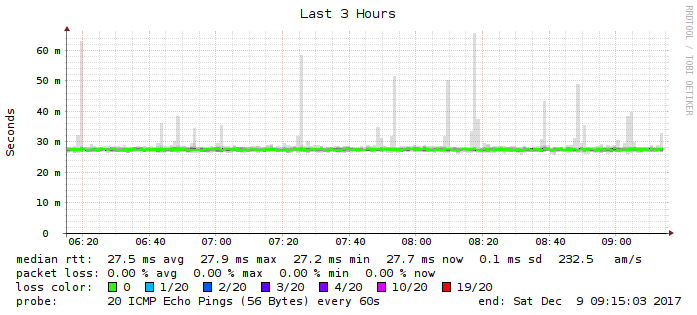 Last 3 Hours
RRDTOOL / TOBI OETIKER
Seconds
60 m
50 m
40 m
30 m
20 m
10 m
0
06:20 06:40 07:00 07:20 07:40 08:00 08:20 08:40 09:00
median rtt: 27.5 ms avg 27.9 ms max 27.2 ms min 27.7 ms now 0.1 ms sd 232.5 am/s
packet loss: 0.00 % avg 0.00 % max 0.00 % min 0.00 % now
loss color: 0 1/20 2/20 3/20 4/20 10/20 19/20
probe: 20 ICMP Echo Pings (56 Bytes) every 60s end: Sat Dec 9 09:15:03 2017